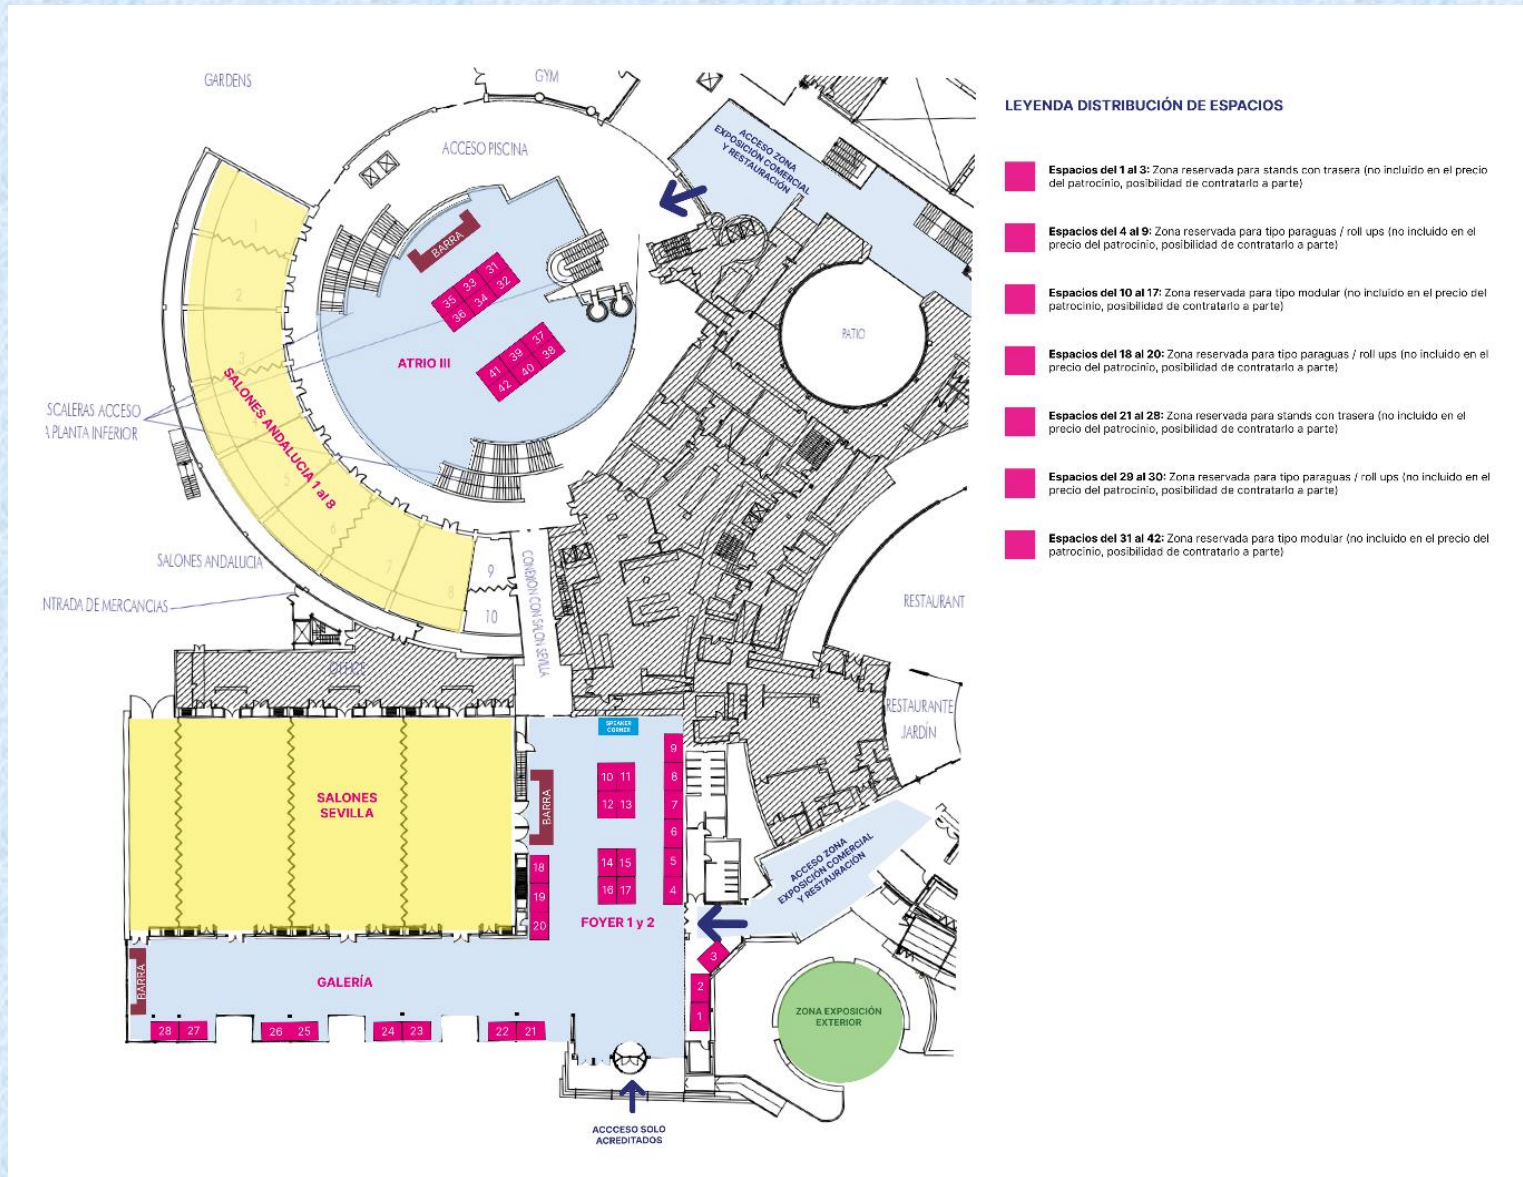 GARDENS
GYM
ACCESO PISCINA
ACCESO ZONA
EXPOSICIÓN COMERCIAL
Y RESTAURACIÓN
BARRA
31
33
32
35
34
36
37
39
38
41
40
42
ATRIO III
PATIO
1
2
3
5
6
7
8
SALONES ANDALUCIA 1 al 8
SCALERAS ACCESO
A PLANTA INFERIOR
SALONES ANDALUCIA
NTRADA DE MERCANCIAS
9
10
CONEXION CON SALON SEVILLA
OFFICE
RESTAURANT
RESTAURANTE
JARDÍN
SPEAKER
CORNER
SALONES
SEVILLA
BARRA
10 11
12 13
14 15
16 17
9
8
7
6
5
4
18
19
20
FOYER 1 y 2
ACCESO ZONA
EXPOSICIÓN COMERCIAL
Y RESTAURACIÓN
3
2
1
GALERÍA
BARRA
28 27
26 25
24 23
22 21
ZONA EXPOSICIÓN
EXTERIOR
ACCCESO SOLO
ACREDITADOS
LEYENDA DISTRIBUCIÓN DE ESPACIOS
Espacios del 1 al 3: Zona reservada para stands con trasera (no incluido en el precio
del patrocinio, posibilidad de contratarlo a parte)
Espacios del 4 al 9: Zona reservada para tipo paraguas / roll ups (no incluido en el
precio del patrocinio, posibilidad de contratarlo a parte)
Espacios del 10 al 17: Zona reservada para tipo modular (no incluido en el precio del
patrocinio, posibilidad de contratarlo a parte)
Espacios del 18 al 20: Zona reservada para tipo paraguas / roll ups (no incluido en el
precio del patrocinio, posibilidad de contratarlo a parte)
Espacios del 21 al 28: Zona reservada para stands con trasera (no incluido en el
precio del patrocinio, posibilidad de contratarlo a parte)
Espacios del 29 al 30: Zona reservada para tipo paraguas / roll ups (no incluido en el
precio del patrocinio, posibilidad de contratarlo a parte)
Espacios del 31 al 42: Zona reservada para tipo modular (no incluido en el precio del
patrocinio, posibilidad de contratarlo a parte)